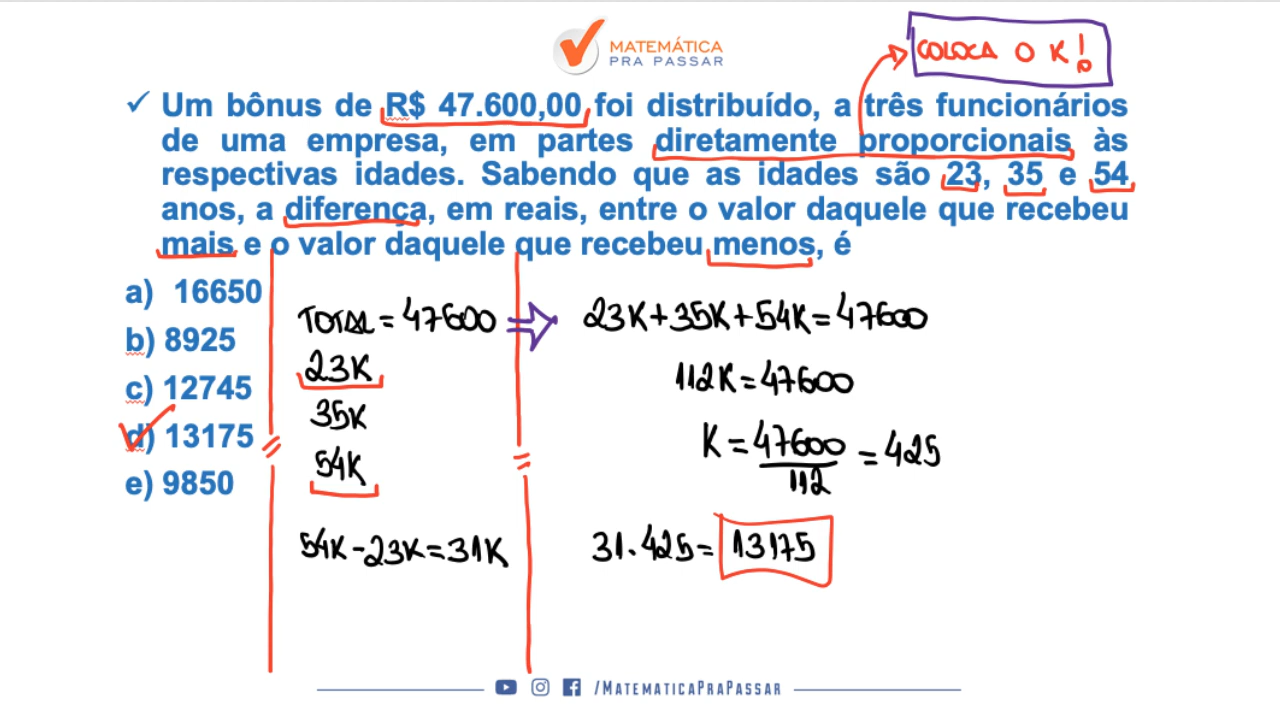 MATEMÁTICA
PRA PASSAR
COLOCA O K!
✓ Um bônus de R$ 47.600,00 foi distribuído, a três funcionários
de uma empresa, em partes diretamente proporcionais às
respectivas idades. Sabendo que as idades são 23, 35 e 54
anos, a diferença, em reais, entre o valor daquele que recebeu
mais e o valor daquele que recebeu menos, é
a) 16650
b) 8925
c) 12745
d) 13175
e) 9850
TOTAL = 47600
23K
35K
54K
54K - 23K = 31K
23K + 35K + 54K = 47600
112K = 47600
K = 47600 = 425
112
31 . 425 = 13175
/MATEMATICAPRAPASSAR